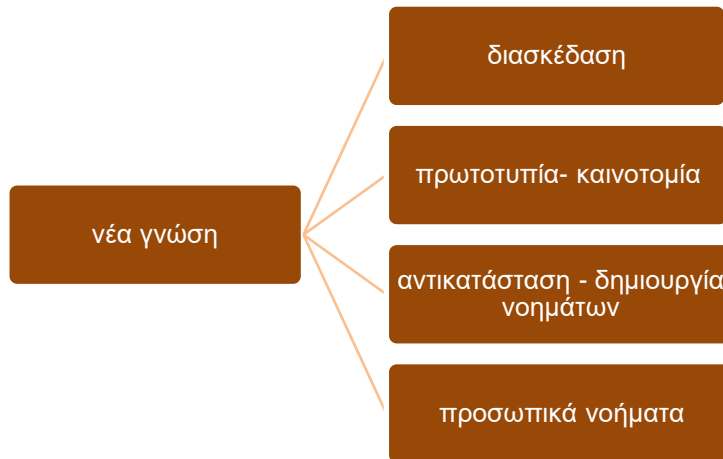 διασκέδαση
πρωτοτυπία- καινοτομία
νέα γνώση
αντικατάσταση - δημιουργία
νοημάτων
προσωπικά νοήματα